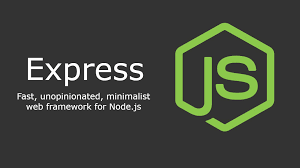 Express
Fast, unopinionated, minimalist
web framework for Node.js
JS